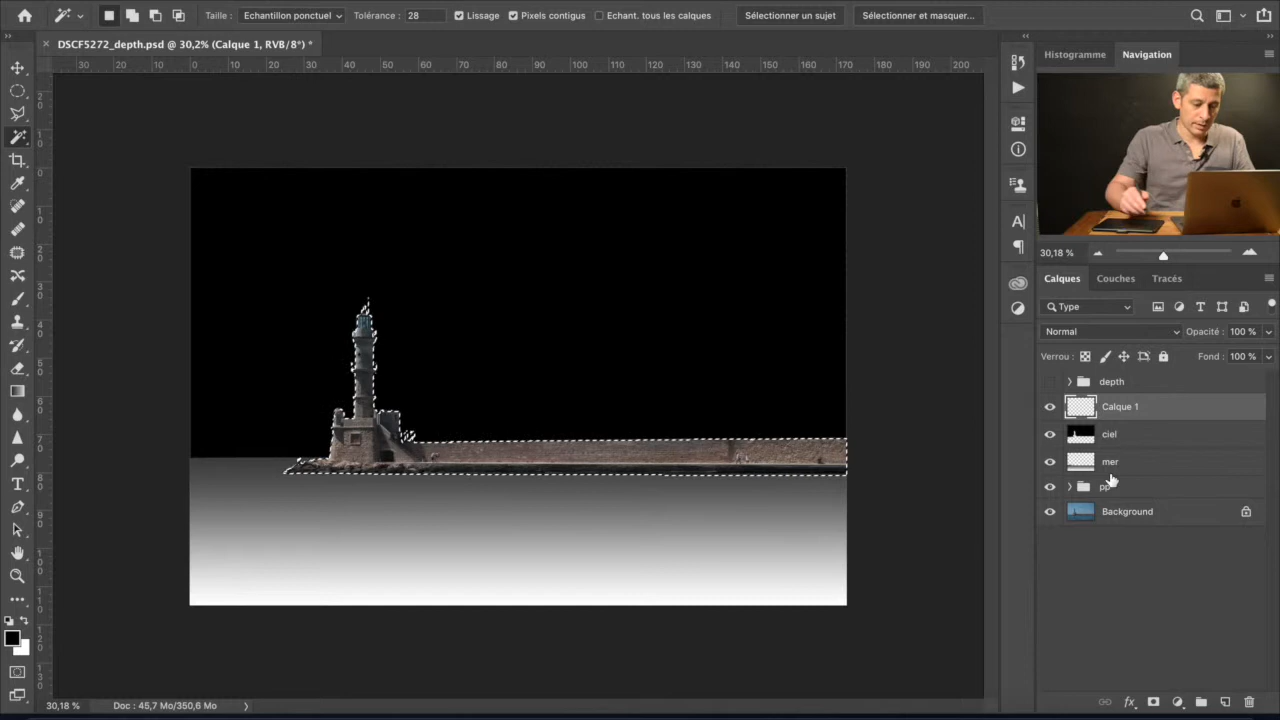 Taille : Echantillon ponctuel Tolérance : 28 Lissage Pixels contigus Echant. tous les calques Sélectionner un sujet Sélectionner et masquer...
DSCF5272_depth.psd @ 30,2% (Calque 1, RVB/8*) *
Histogramme Navigation
30 20 10 0 10 20 30 40 50 60 70 80 90 100 110 120 130 140 150 160 170 180 190 200
30,18 %
Calques Couches Tracés
Type
Normal Opacité : 100 %
Verrou : Fond : 100 %
depth
Calque 1
ciel
mer
pp
Background
30,18 % Doc : 45,7 Mo/350,6 Mo